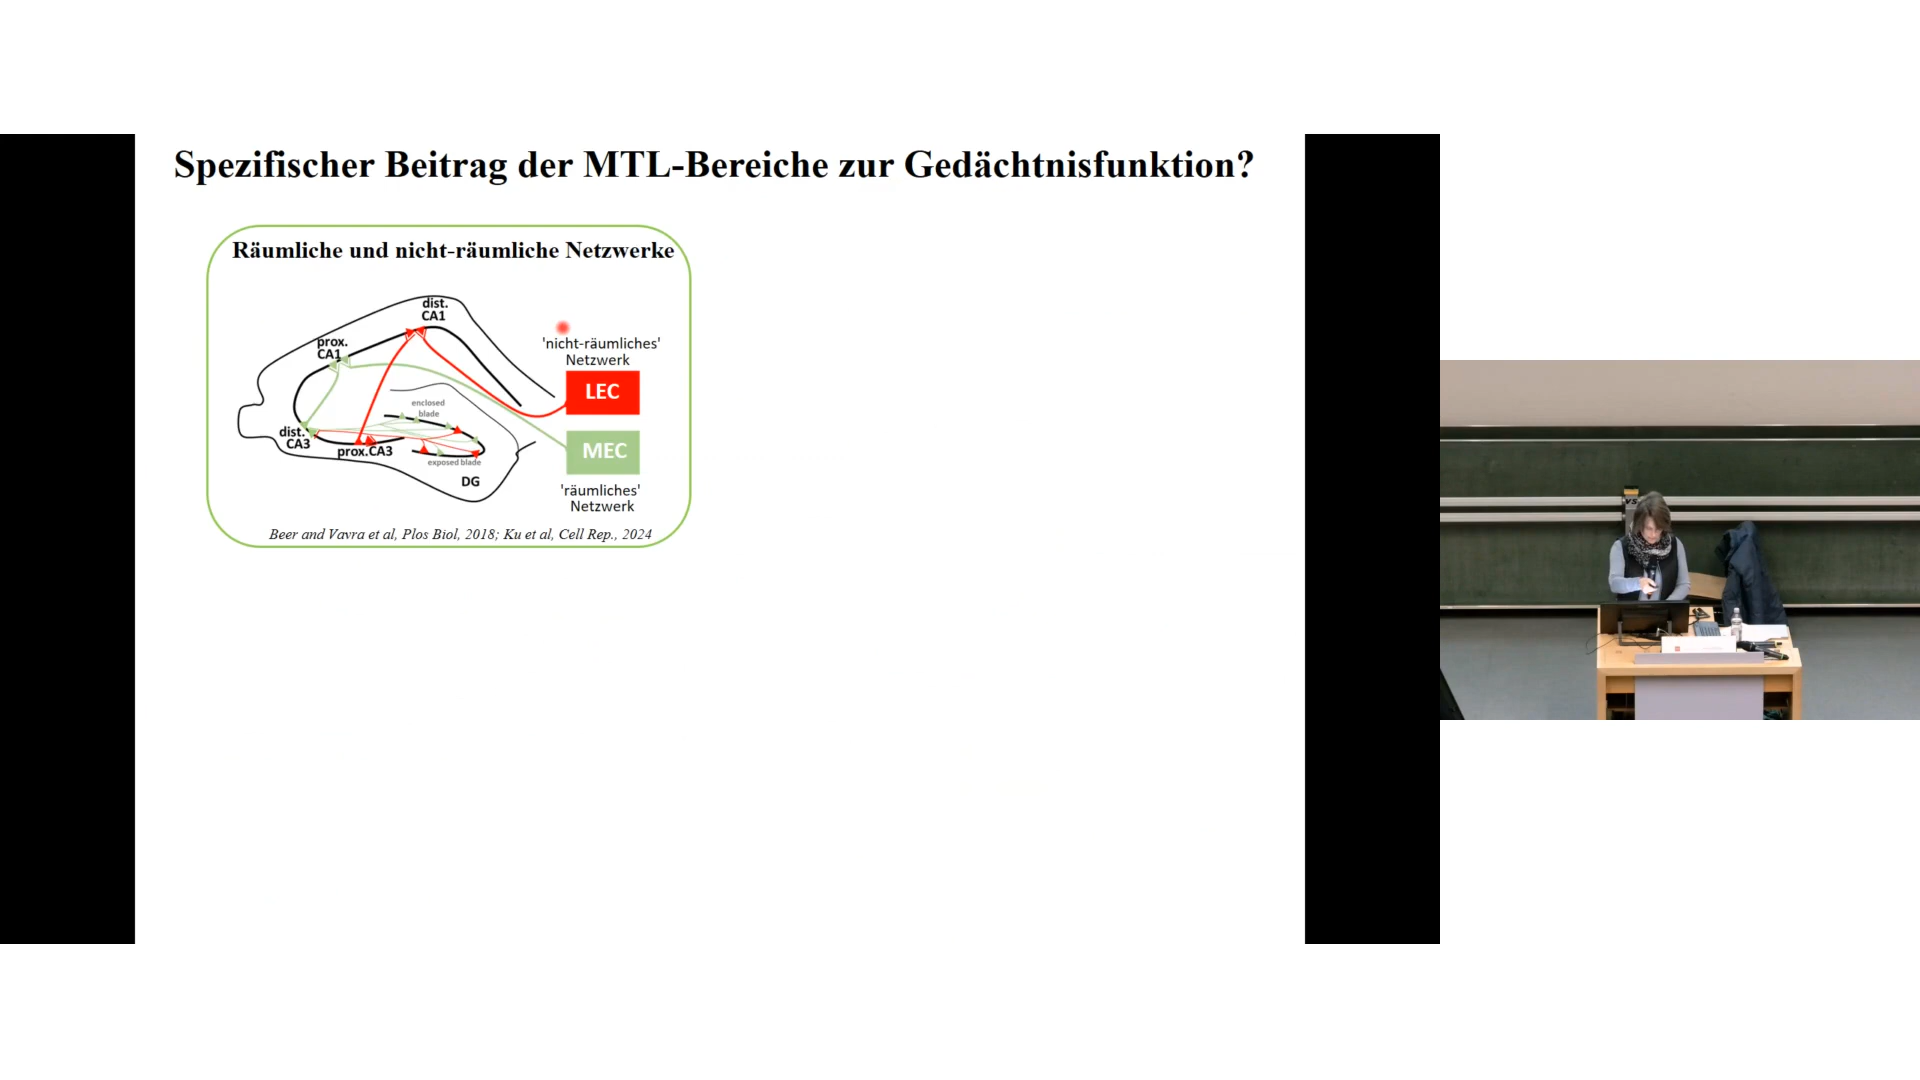 Spezifischer Beitrag der MTL-Bereiche zur Gedächtnisfunktion?
Räumliche und nicht-räumliche Netzwerke
dist.
CA1
prox.
CA1
'nicht-räumliches'
Netzwerk
LEC
enclosed
blade
dist.
CA3
prox.CA3
MEC
exposed blade
DG
'räumliches'
Netzwerk
Beer and Vavra et al, Plos Biol, 2018; Ku et al, Cell Rep., 2024